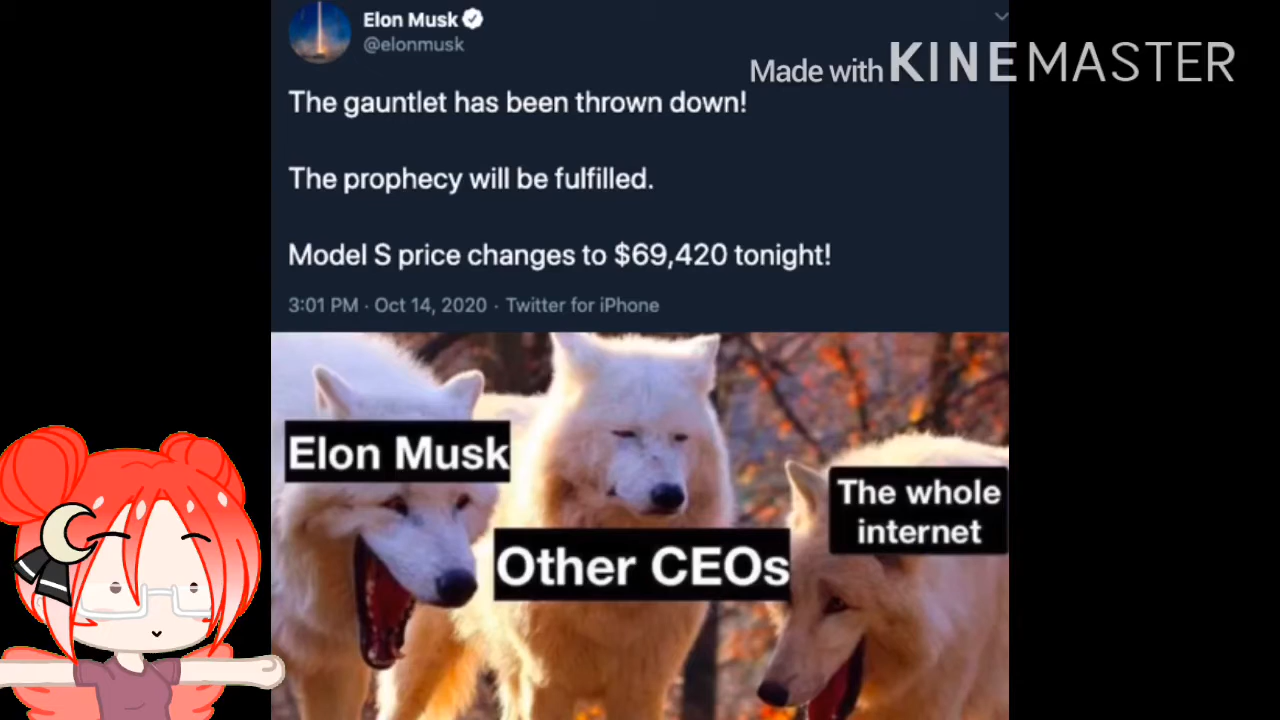 Elon Musk
@elonmusk
Made with KINEMASTER
The gauntlet has been thrown down!
The prophecy will be fulfilled.
Model S price changes to $69,420 tonight!
3:01 PM · Oct 14, 2020 · Twitter for iPhone
Elon Musk
Other CEOs
The whole
internet